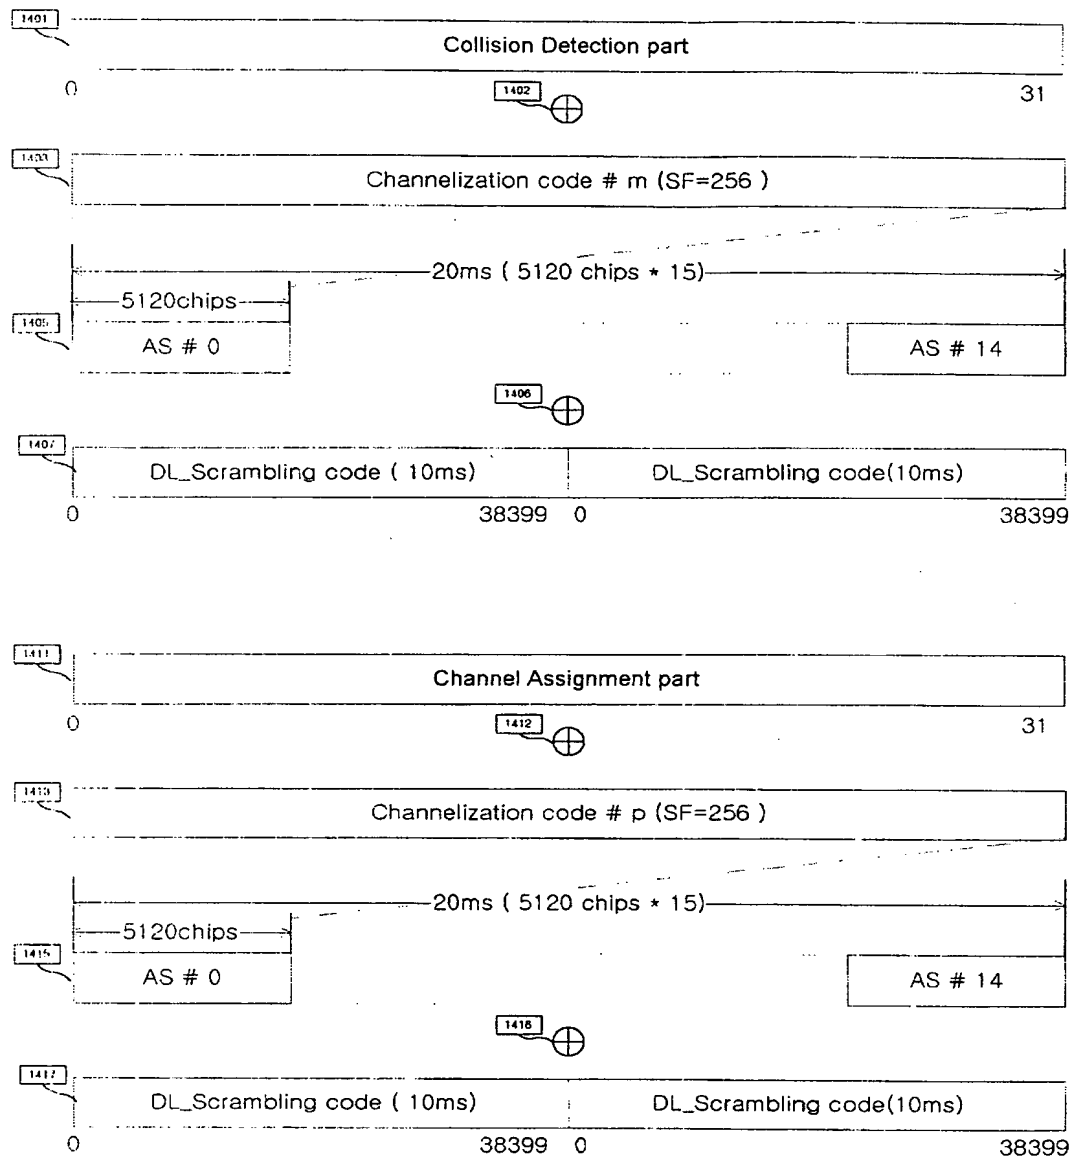 1401
Collision Detection part
0
1402
31
1403
Channelization code # m (SF=256 )
20ms ( 5120 chips * 15)
5120chips
1405
AS # 0
AS # 14
1406
1407
DL_Scrambling code ( 10ms)
DL_Scrambling code(10ms)
0
38399
0
38399
1411
Channel Assignment part
0
1412
31
1413
Channelization code # p (SF=256 )
20ms ( 5120 chips * 15)
5120chips
1415
AS # 0
AS # 14
1416
1417
DL_Scrambling code ( 10ms)
DL_Scrambling code(10ms)
0
38399
0
38399